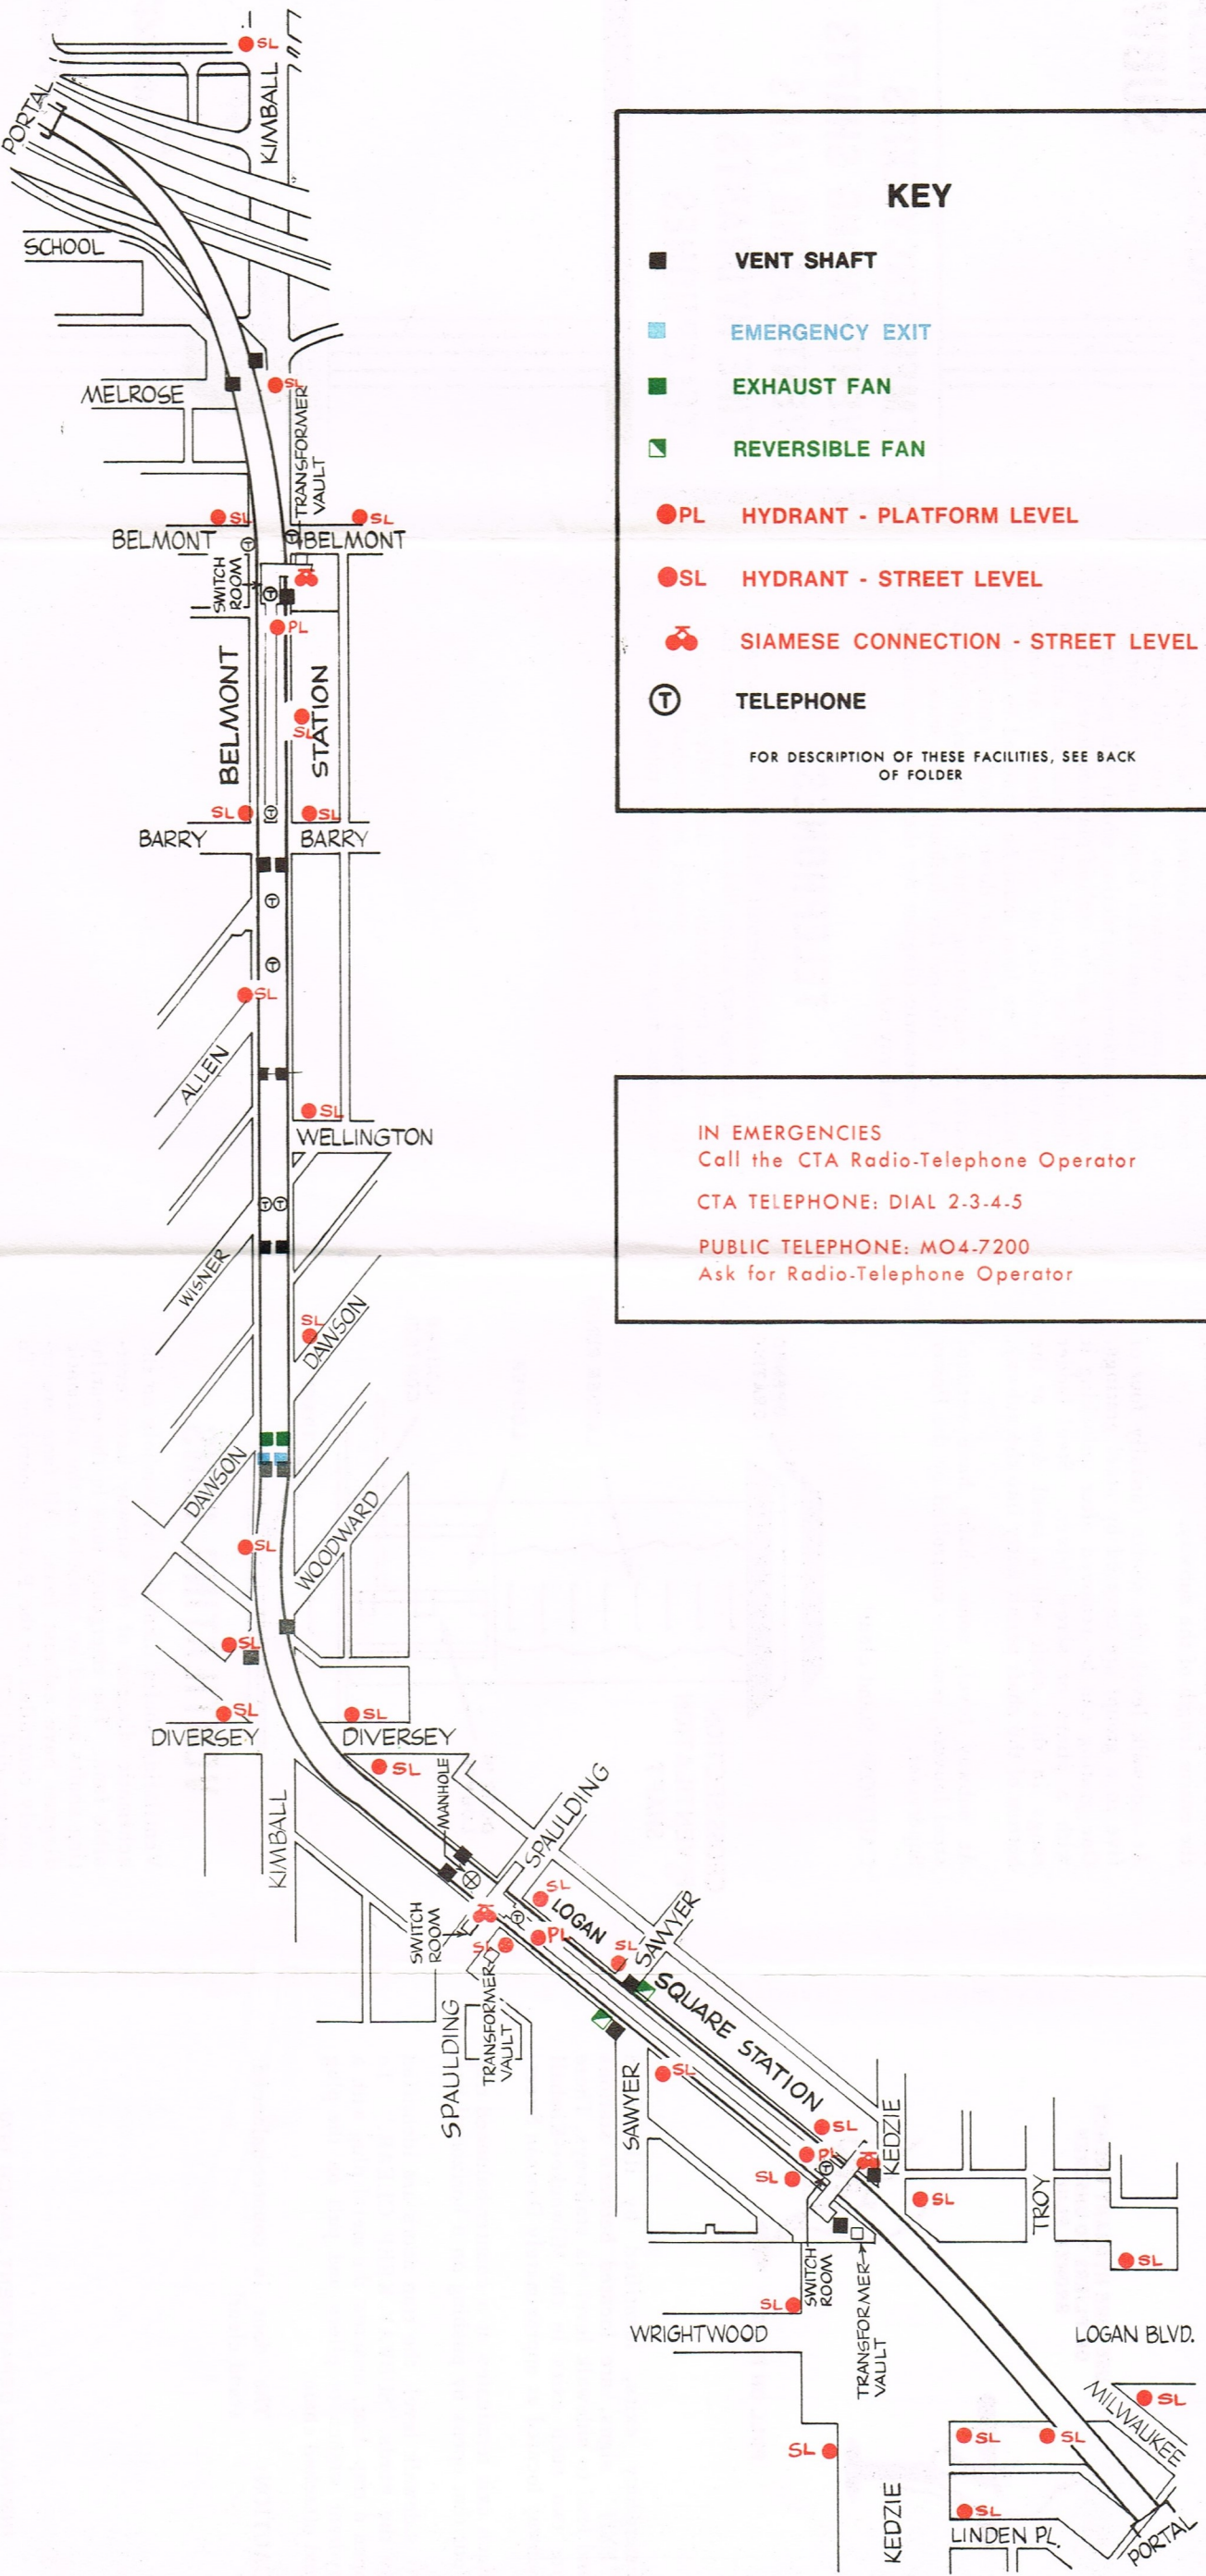 SL
KIMBALL
PORTAL
SCHOOL
MELROSE
SL
TRANSFORMER
VAULT
SL
SL
BELMONT
BELMONT
T
T
SWITCH
ROOM
T
PL
BELMONT
STATION
SL
SL
T
SL
BARRY
BARRY
T
T
SL
ALLEN
SL
WELLINGTON
T T
WISNER
SL
DAWSON
DAWSON
SL
WOODWARD
SL
SL
SL
DIVERSEY
DIVERSEY
SL
MANHOLE
KIMBALL
SPAULDING
SL
LOGAN
SQUARE STATION
T
PL
SWITCH
ROOM
SL
SL
SAWYER
TRANSFORMER
VAULT
SPAULDING
SAWYER
SL
SL
PL
T
SL
KEDZIE
SL
TROY
SL
SWITCH
ROOM
TRANSFORMER
VAULT
SL
WRIGHTWOOD
LOGAN BLVD.
MILWAUKEE
SL
SL
SL
SL
SL
KEDZIE
LINDEN PL.
PORTAL
KEY
VENT SHAFT
EMERGENCY EXIT
EXHAUST FAN
REVERSIBLE FAN
PL HYDRANT - PLATFORM LEVEL
SL HYDRANT - STREET LEVEL
SIAMESE CONNECTION - STREET LEVEL
T TELEPHONE
FOR DESCRIPTION OF THESE FACILITIES, SEE BACK
OF FOLDER
IN EMERGENCIES
Call the CTA Radio-Telephone Operator
CTA TELEPHONE: DIAL 2-3-4-5
PUBLIC TELEPHONE: MO4-7200
Ask for Radio-Telephone Operator